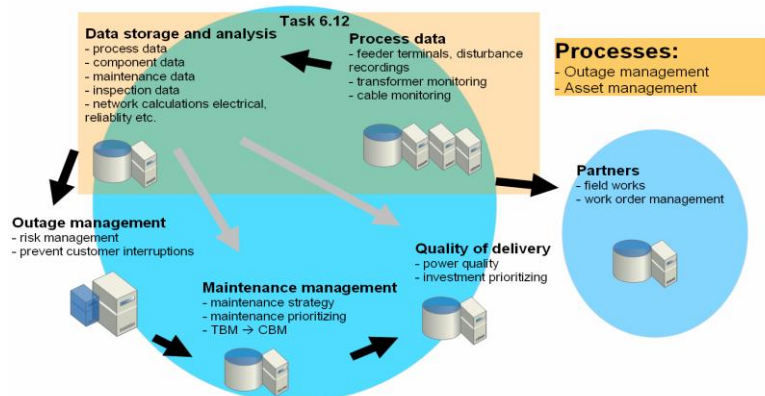 Task 6.12
Data storage and analysis
- process data
- component data
- maintenance data
- inspection data
- network calculations electrical,
reliablity etc.
Process data
- feeder terminals, disturbance
recordings
- transformer monitoring
- cable monitoring
Processes:
- Outage management
- Asset management
Partners
- field works
- work order management
Outage management
- risk management
- prevent customer interruptions
Quality of delivery
- power quality
- investment prioritizing
Maintenance management
- maintenance strategy
- maintenance prioritizing
- TBM → CBM